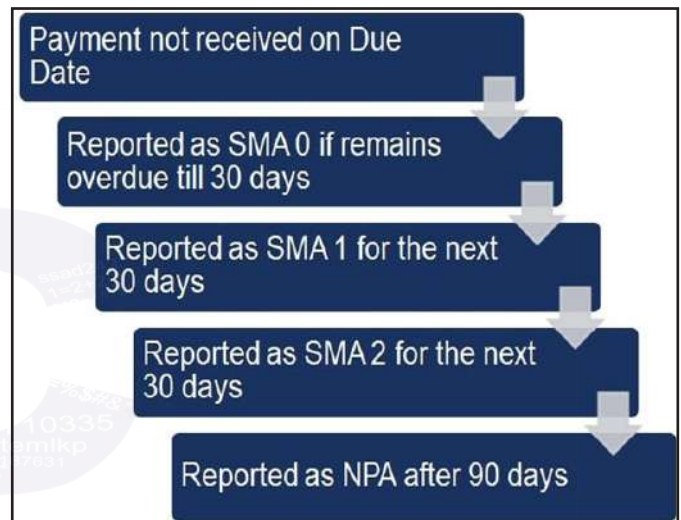 Payment not received on Due
Date
Reported as SMA 0 if remains
overdue till 30 days
Reported as SMA 1 for the next
30 days
Reported as SMA 2 for the next
30 days
Reported as NPA after 90 days
10335